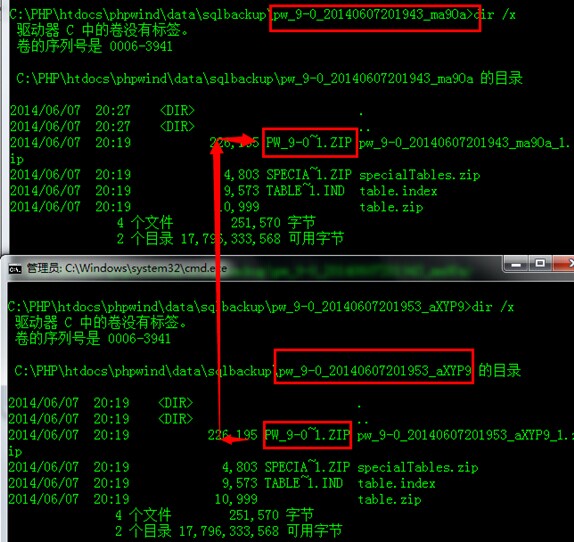 C:\PHP\htdocs\phpwind\data\sqlbackup\pw_9-0_20140607201943_ma9Oa>dir /x
驱动器 C 中的卷没有标签。
卷的序列号是 0006-3941
C:\PHP\htdocs\phpwind\data\sqlbackup\pw_9-0_20140607201943_ma9Oa 的目录
2014/06/07 20:27 <DIR> .
2014/06/07 20:27 <DIR> ..
2014/06/07 20:19 226,195 PW_9-0~1.ZIP pw_9-0_20140607201943_ma9Oa_1.
ip
2014/06/07 20:19 4,803 SPECIA~1.ZIP specialTables.zip
2014/06/07 20:19 9,573 TABLE~1.IND table.index
2014/06/07 20:19 10,999 table.zip
4 个文件 251,570 字节
2 个目录 17,796,333,568 可用字节
管理员: C:\Windows\system32\cmd.exe
C:\PHP\htdocs\phpwind\data\sqlbackup\pw_9-0_20140607201953_aXYP9>dir /x
驱动器 C 中的卷没有标签。
卷的序列号是 0006-3941
C:\PHP\htdocs\phpwind\data\sqlbackup\pw_9-0_20140607201953_aXYP9 的目录
2014/06/07 20:19 <DIR> .
2014/06/07 20:19 <DIR> ..
2014/06/07 20:19 226,195 PW_9-0~1.ZIP pw_9-0_20140607201953_aXYP9_1.z
ip
2014/06/07 20:19 4,803 SPECIA~1.ZIP specialTables.zip
2014/06/07 20:19 9,573 TABLE~1.IND table.index
2014/06/07 20:19 10,999 table.zip
4 个文件 251,570 字节
2 个目录 17,796,333,568 可用字节